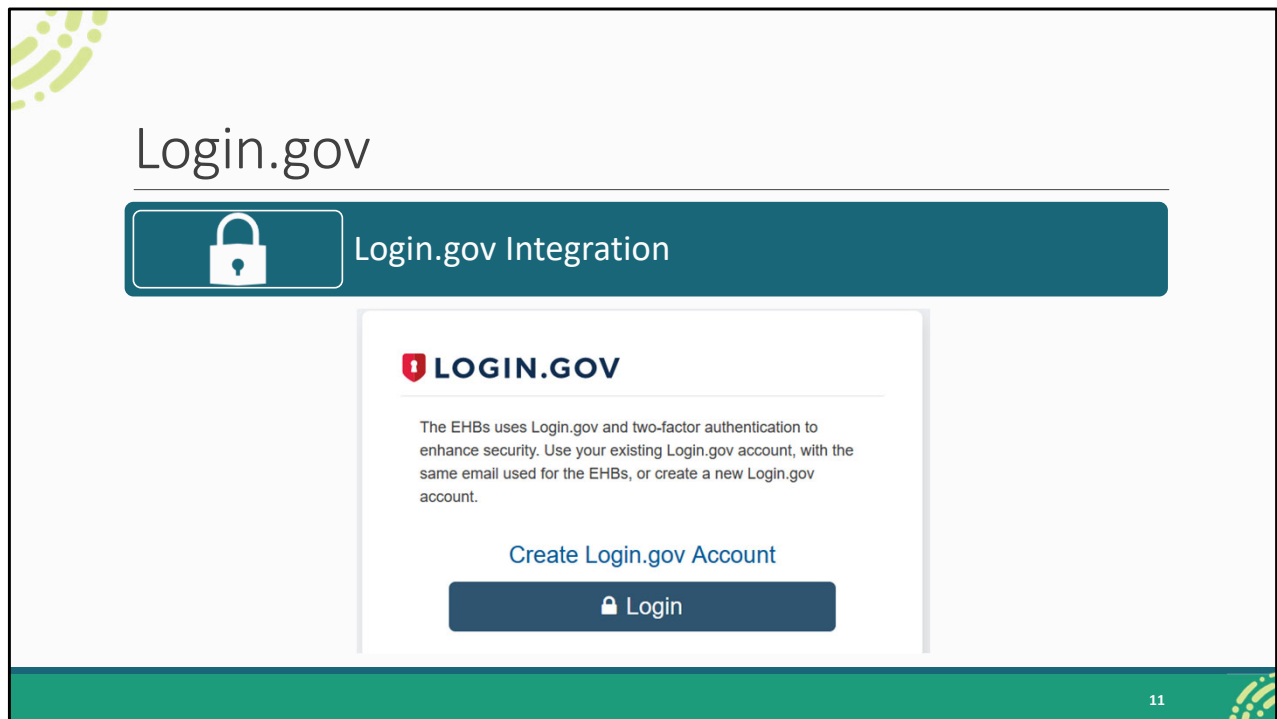 Login.gov
Login.gov Integration
LOGIN.GOV
The EHBs uses Login.gov and two-factor authentication to
enhance security. Use your existing Login.gov account, with the
same email used for the EHBs, or create a new Login.gov
account.
Create Login.gov Account
Login
11